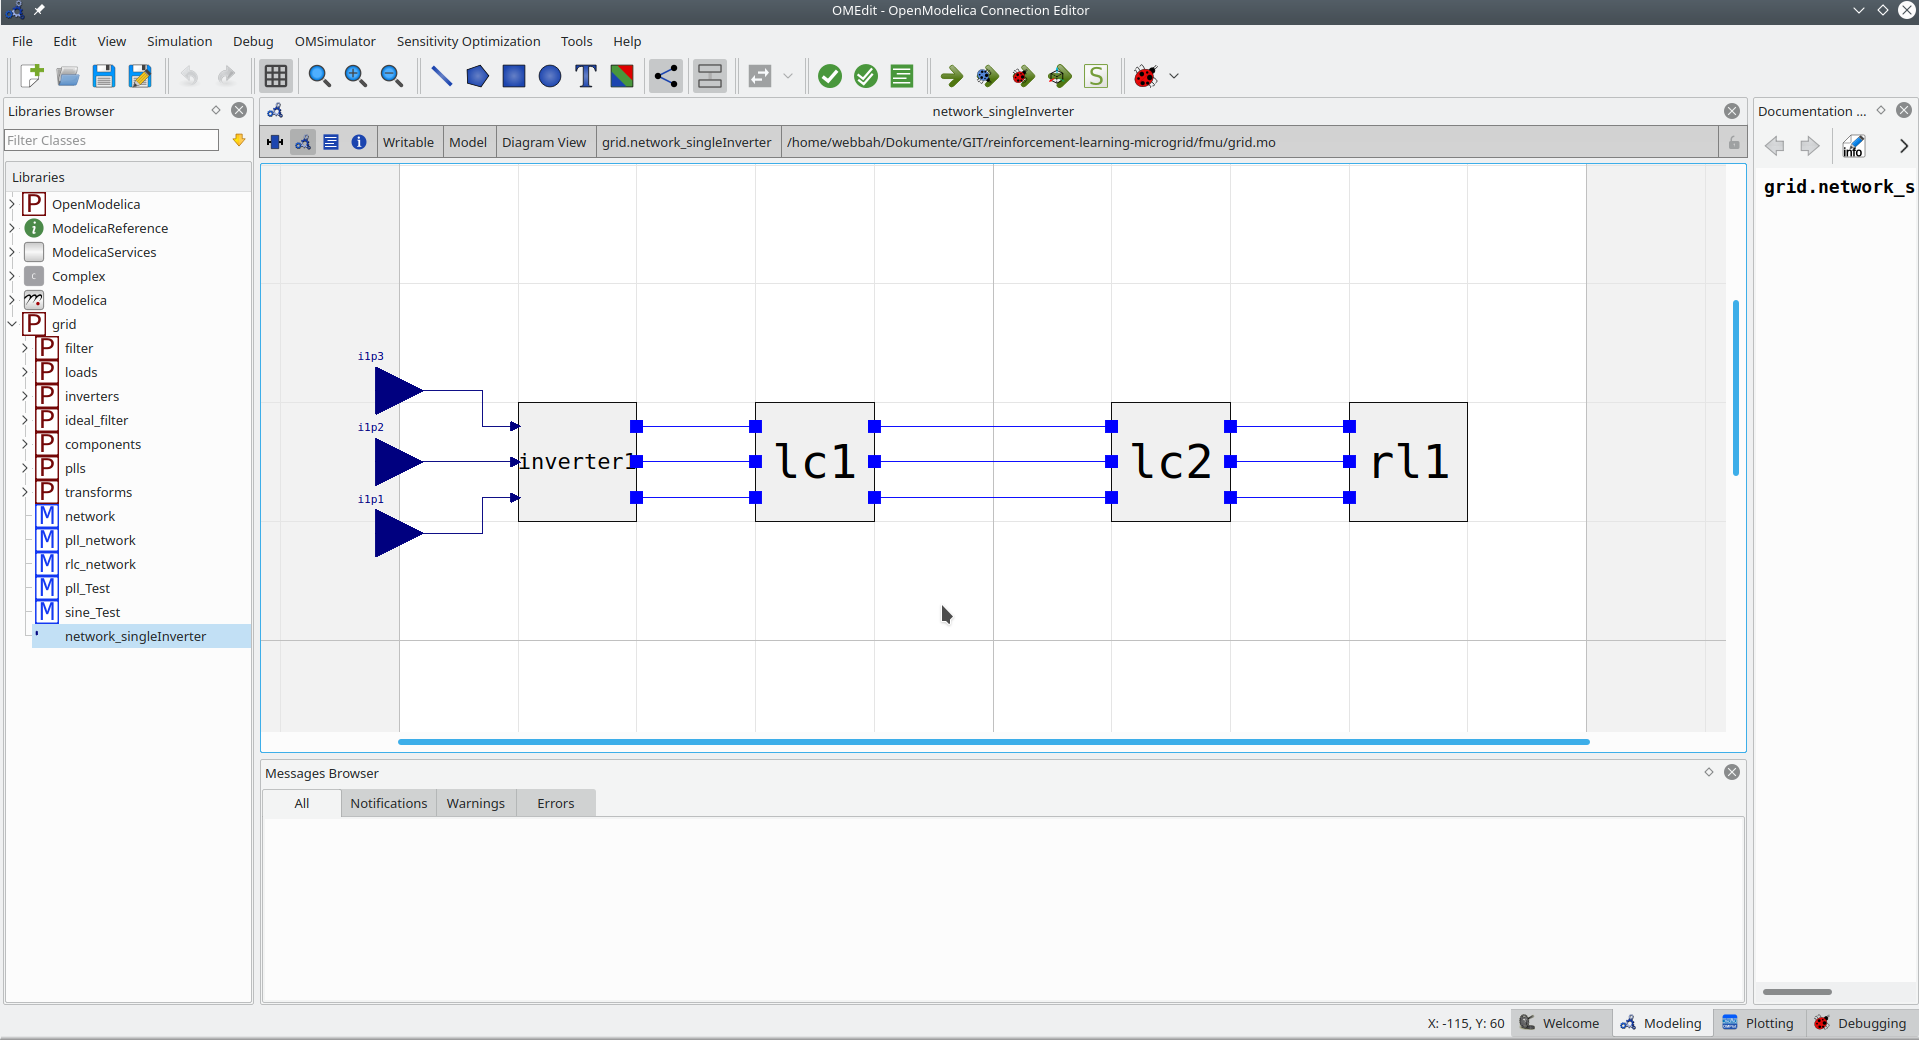 OMEdit - OpenModelica Connection Editor
File Edit View Simulation Debug OMSimulator Sensitivity Optimization Tools Help
T S
Libraries Browser
Filter Classes
Libraries
P OpenModelica
i ModelicaReference
ModelicaServices
C Complex
m Modelica
P grid
P filter
P loads
P inverters
P ideal_filter
P components
P plls
P transforms
M network
M pll_network
M rlc_network
M pll_Test
M sine_Test
network_singleInverter
network_singleInverter
i Writable Model Diagram View grid.network_singleInverter /home/webbah/Dokumente/GIT/reinforcement-learning-microgrid/fmu/grid.mo
i1p3
i1p2
i1p1
inverter1
lc1
lc2
rl1
Messages Browser
All Notifications Warnings Errors
Documentation ...
info
grid.network_s
X: -115, Y: 60 Welcome Modeling Plotting Debugging